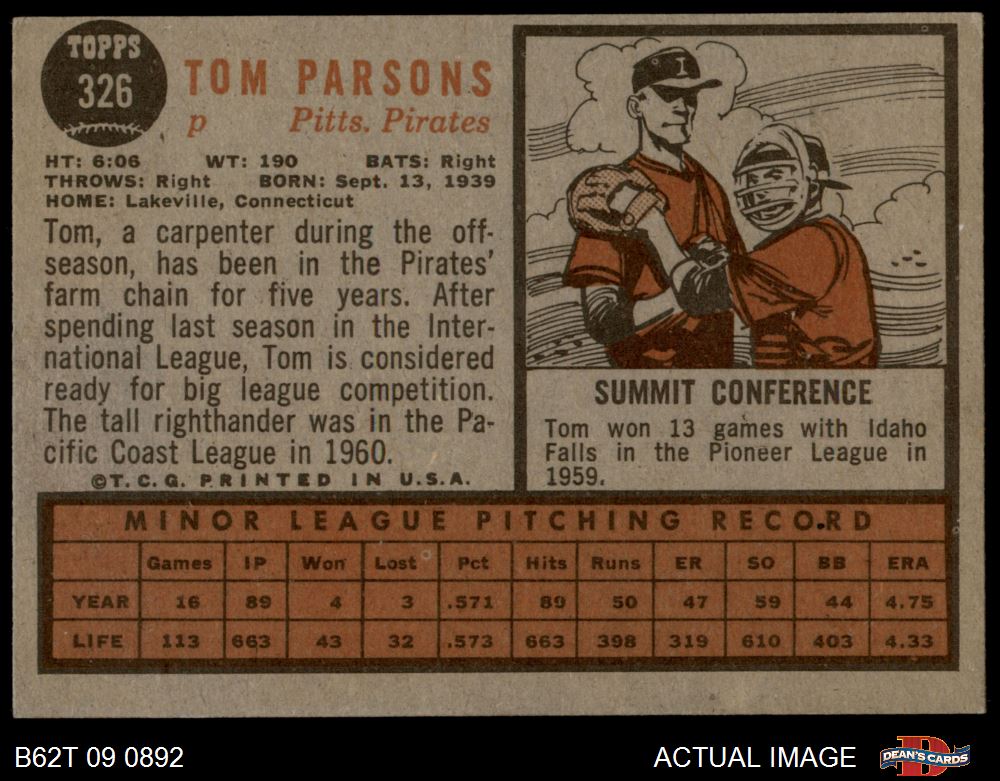 TOPPS
326
TOM PARSONS
p Pitts. Pirates
HT: 6:06 WT: 190 BATS: Right
THROWS: Right BORN: Sept. 13, 1939
HOME: Lakeville, Connecticut
Tom, a carpenter during the off-
season, has been in the Pirates'
farm chain for five years. After
spending last season in the Inter-
national League, Tom is considered
ready for big league competition.
The tall righthander was in the Pa-
cific Coast League in 1960.
©T.C.G. PRINTED IN U.S.A.
I
SUMMIT CONFERENCE
Tom won 13 games with Idaho
Falls in the Pioneer League in
1959.
MINOR LEAGUE PITCHING RECORD
Games IP Won Lost Pct Hits Runs ER SO BB ERA
YEAR 16 89 4 3 .571 89 50 47 59 44 4.75
LIFE 113 663 43 32 .573 663 398 319 610 403 4.33
B62T 09 0892 ACTUAL IMAGE D DEAN'S CARDS